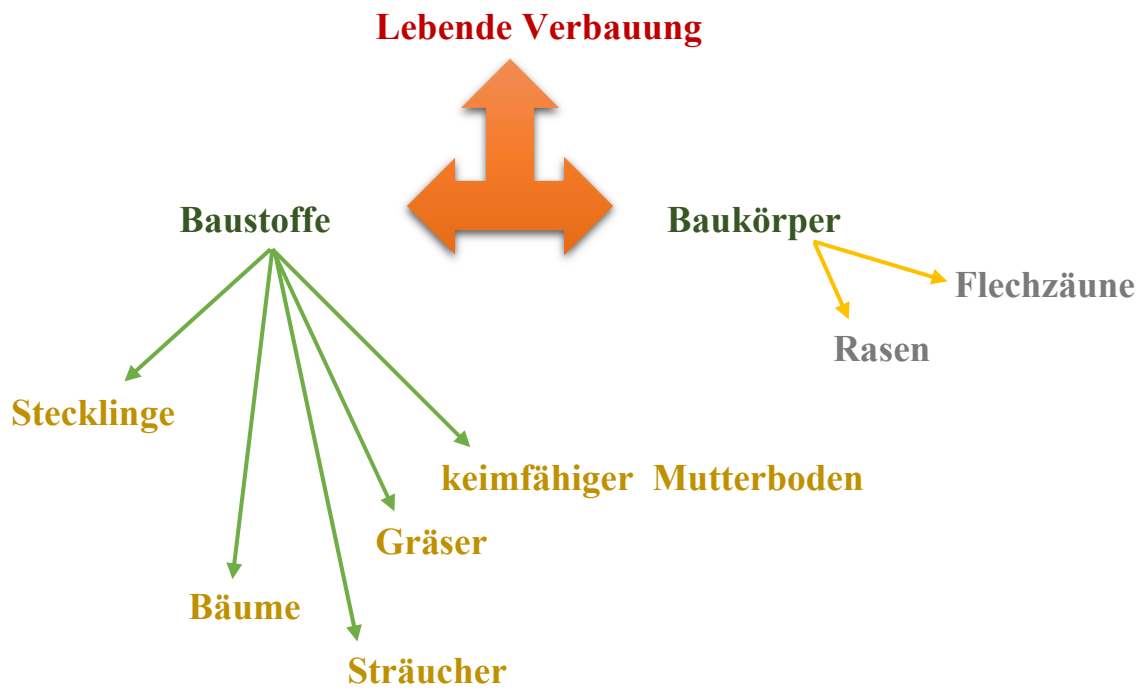 Lebende Verbauung
Baustoffe
Baukörper
Flechzäune
Rasen
Stecklinge
keimfähiger Mutterboden
Gräser
Bäume
Sträucher